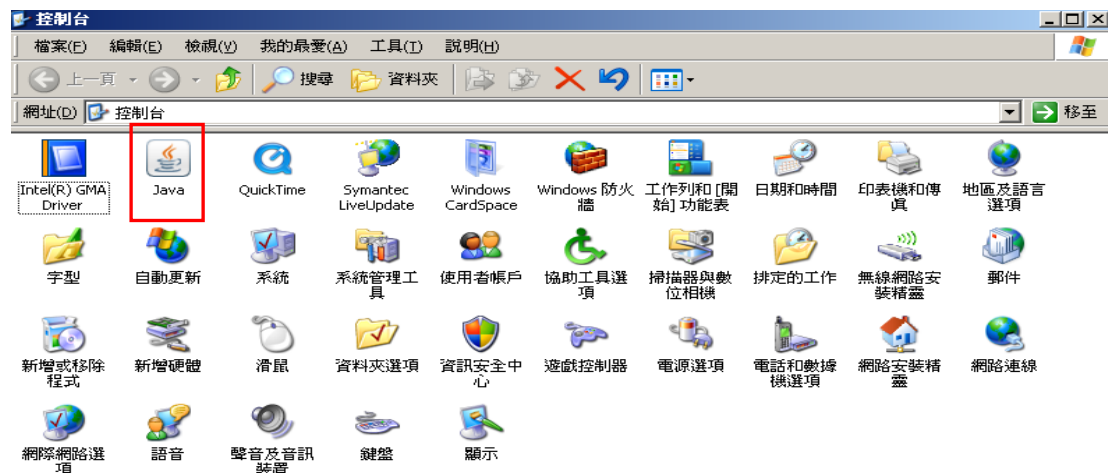 控制台
檔案(F) 編輯(E) 檢視(V) 我的最愛(A) 工具(T) 說明(H)
上一頁 搜尋 資料夾
網址(D) 控制台 移至
Intel(R) GMA Driver
Java
QuickTime
Symantec LiveUpdate
Windows CardSpace
Windows 防火牆
工作列和 [開始] 功能表
日期和時間
印表機和傳真
地區及語言選項
字型
自動更新
系統
系統管理工具
使用者帳戶
協助工具選項
掃描器與數位相機
排定的工作
無線網路安裝精靈
郵件
新增或移除程式
新增硬體
滑鼠
資料夾選項
資訊安全中心
遊戲控制器
電源選項
電話和數據機選項
網路安裝精靈
網路連線
網際網路選項
語音
聲音及音訊裝置
鍵盤
顯示